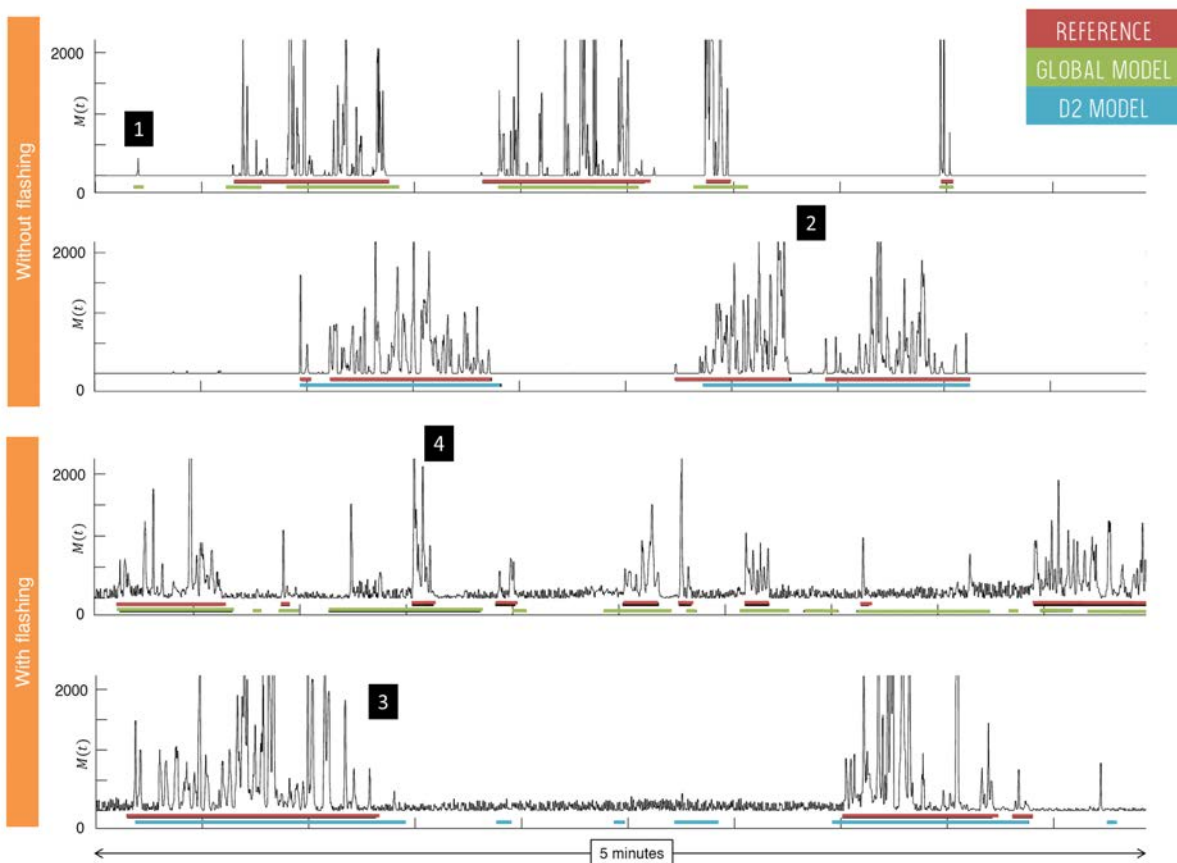 REFERENCE
GLOBAL MODEL
D2 MODEL
Without flashing
2000
M(t)
0
1
2000
M(t)
0
2
With flashing
2000
M(t)
0
4
2000
M(t)
0
3
5 minutes